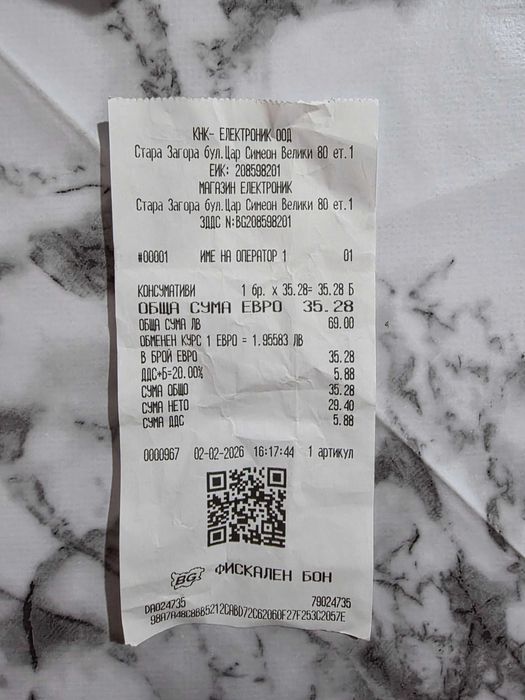 КНК- ЕЛЕКТРОНИК ООД
Стара Загора бул.Цар Симеон Велики 80 ет.1
ЕИК: 208598201
МАГАЗИН ЕЛЕКТРОНИК
Стара Загора бул.Цар Симеон Велики 80 ет.1
ЗДДС N:BG208598201
#00001 ИМЕ НА ОПЕРАТОР 1 01
КОНСУМАТИВИ 1 бр. x 35.28= 35.28 Б
ОБЩА СУМА ЕВРО 35.28
ОБЩА СУМА ЛВ 69.00
ОБМЕНЕН КУРС 1 ЕВРО = 1.95583 ЛВ
В БРОЙ ЕВРО 35.28
ДДС+Б=20.00% 5.88
СУМА ОБЩО 35.28
СУМА НЕТО 29.40
СУМА ДДС 5.88
0000967 02-02-2026 16:17:44 1 артикул
BG ФИСКАЛЕН БОН
DA024735 79024735